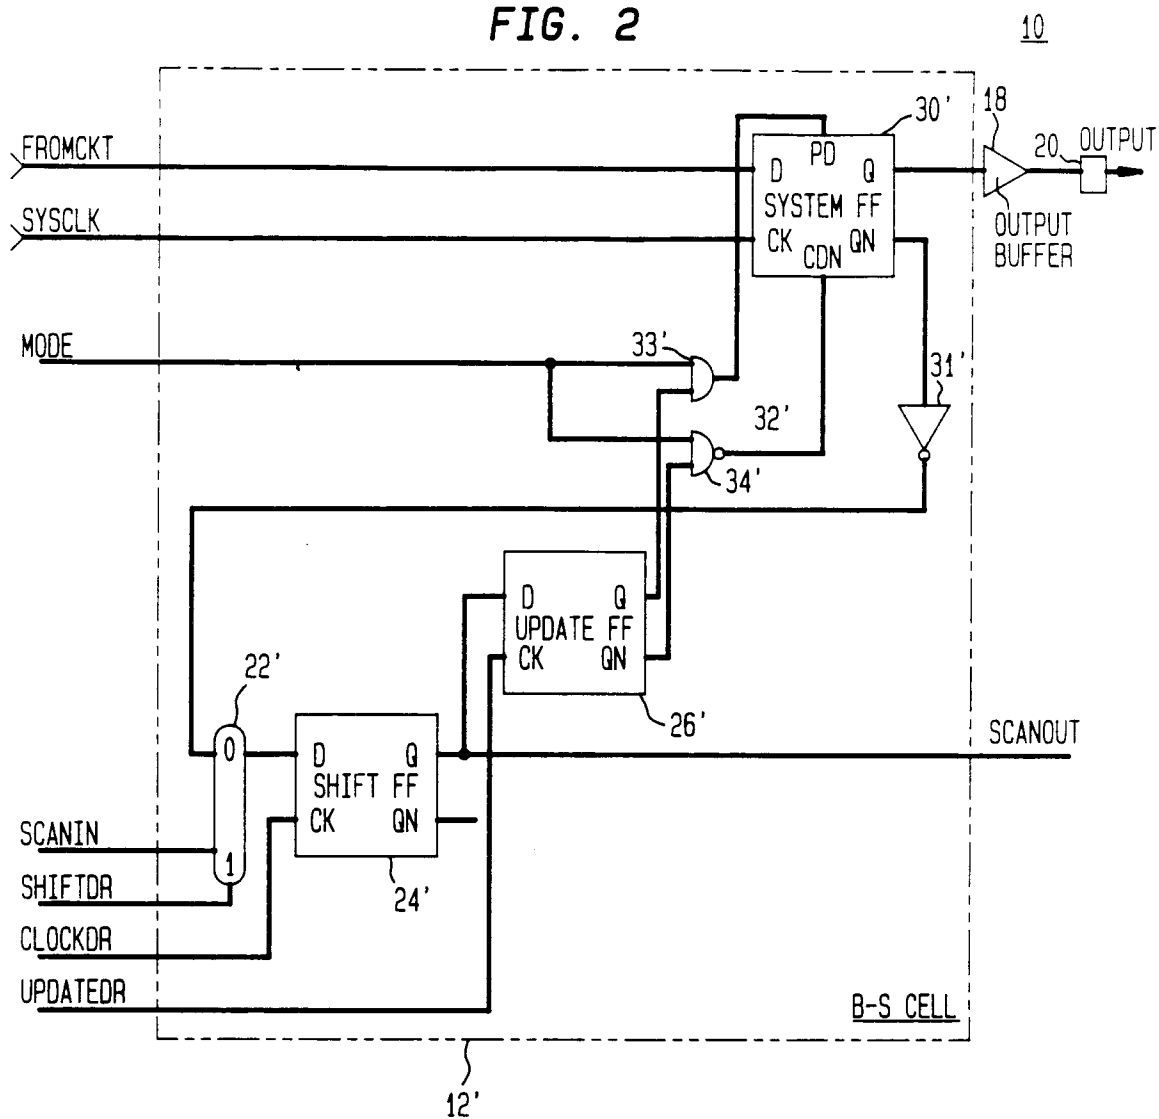 FIG. 2
10
FROMCKT
SYSCLK
MODE
30'
PD
D Q
SYSTEM FF
CK QN
CDN
18
20
OUTPUT
OUTPUT
BUFFER
33'
32'
34'
31'
D Q
UPDATE FF
CK QN
26'
22'
0
1
D Q
SHIFT FF
CK QN
24'
SCANOUT
SCANIN
SHIFTDR
CLOCKDR
UPDATEDR
B-S CELL
12'